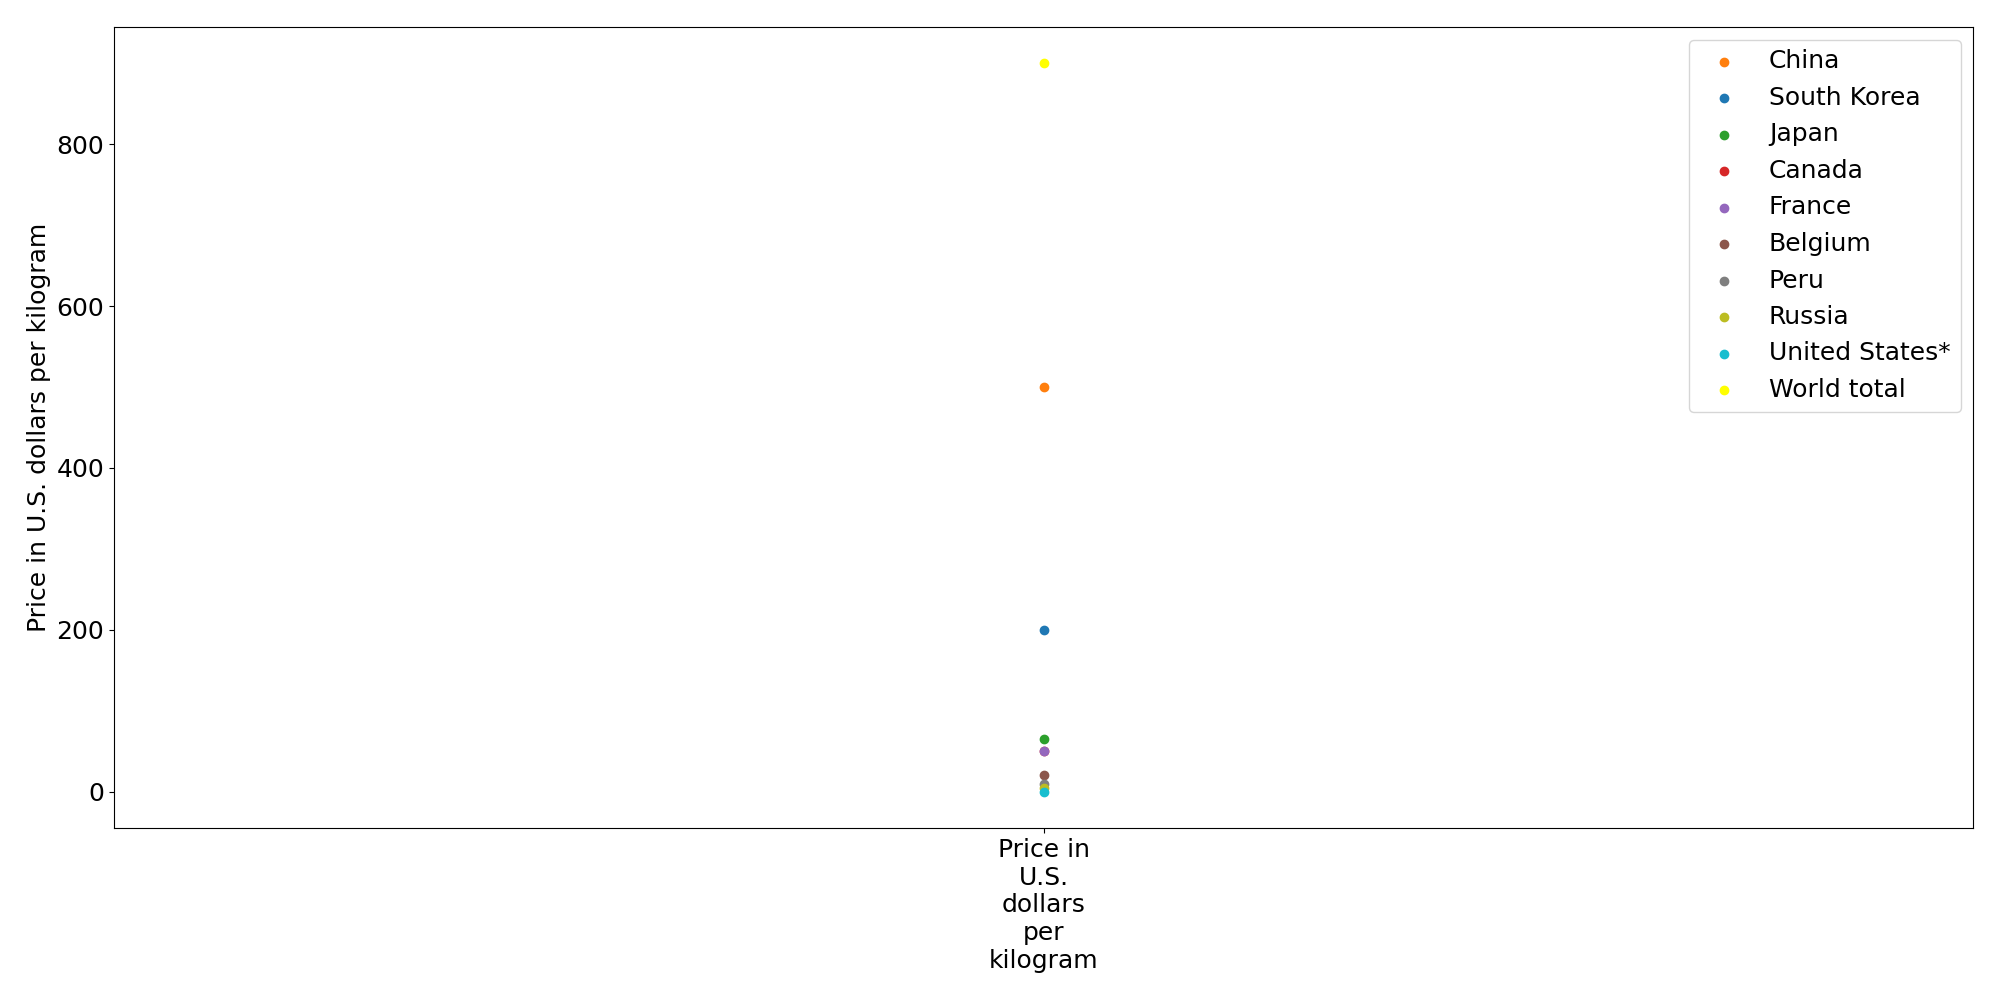 China
South Korea
Japan
Canada
France
Belgium
Peru
Russia
United States*
World total
Price in U.S. dollars per kilogram
800
600
400
200
0
Price in
U.S.
dollars
per
kilogram